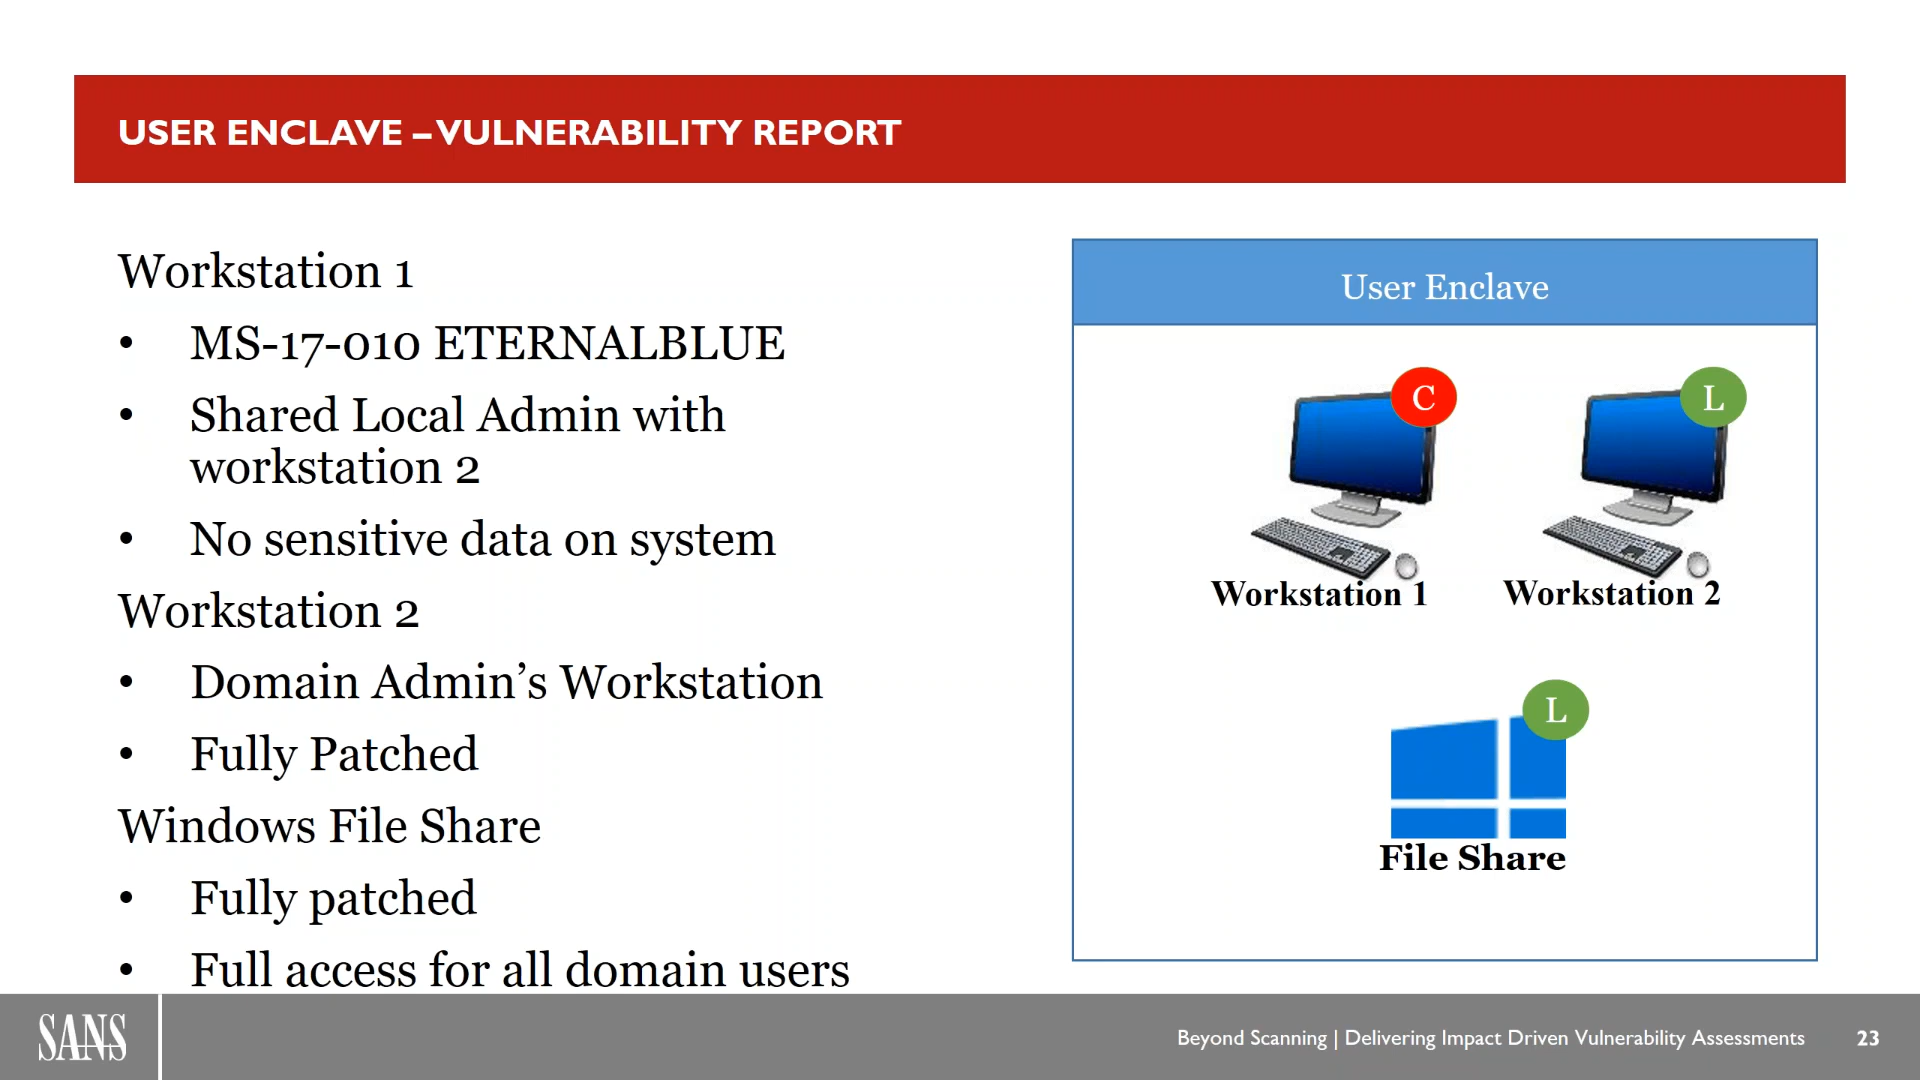 USER ENCLAVE – VULNERABILITY REPORT
Workstation 1
• MS-17-010 ETERNALBLUE
• Shared Local Admin with
workstation 2
• No sensitive data on system
Workstation 2
• Domain Admin’s Workstation
• Fully Patched
Windows File Share
• Fully patched
• Full access for all domain users
User Enclave
C
L
Workstation 1
Workstation 2
L
File Share
SANS
Beyond Scanning | Delivering Impact Driven Vulnerability Assessments
23